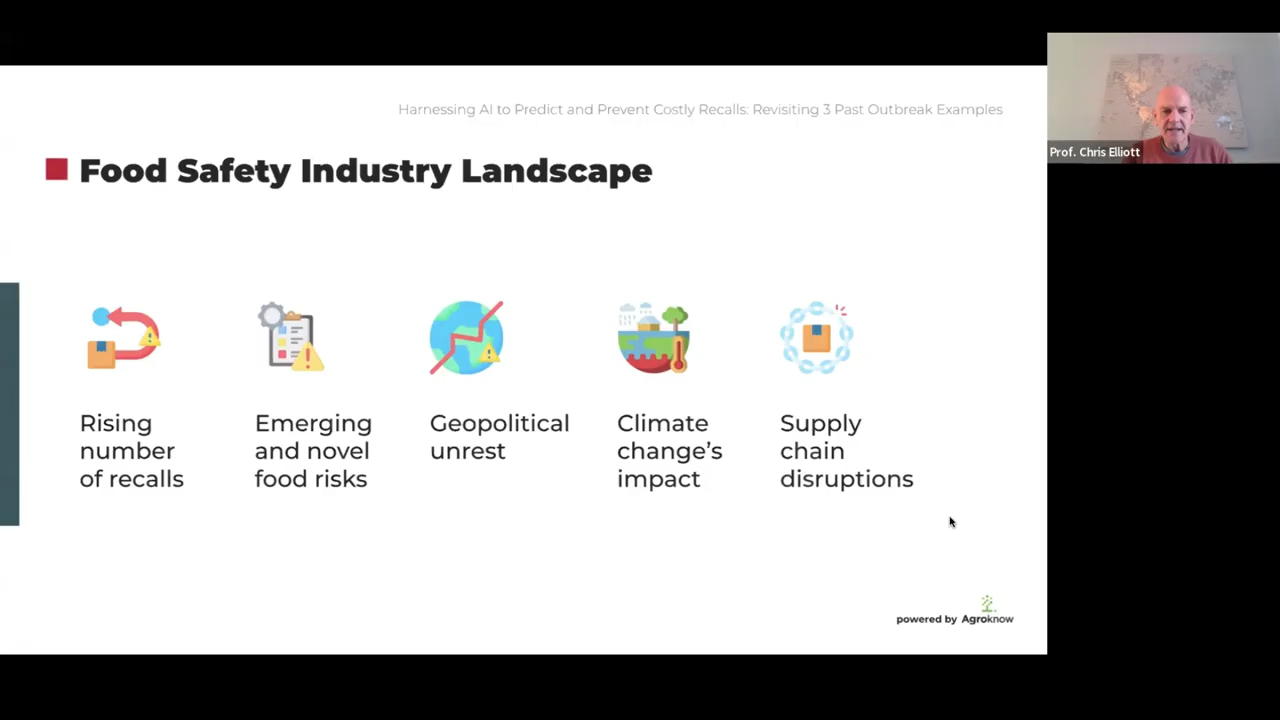 Harnessing AI to Predict and Prevent Costly Recalls: Revisiting 3 Past Outbreak Examples
Prof. Chris Elliott
Food Safety Industry Landscape
Rising
number
of recalls
Emerging
and novel
food risks
Geopolitical
unrest
Climate
change's
impact
Supply
chain
disruptions
powered by Agroknow